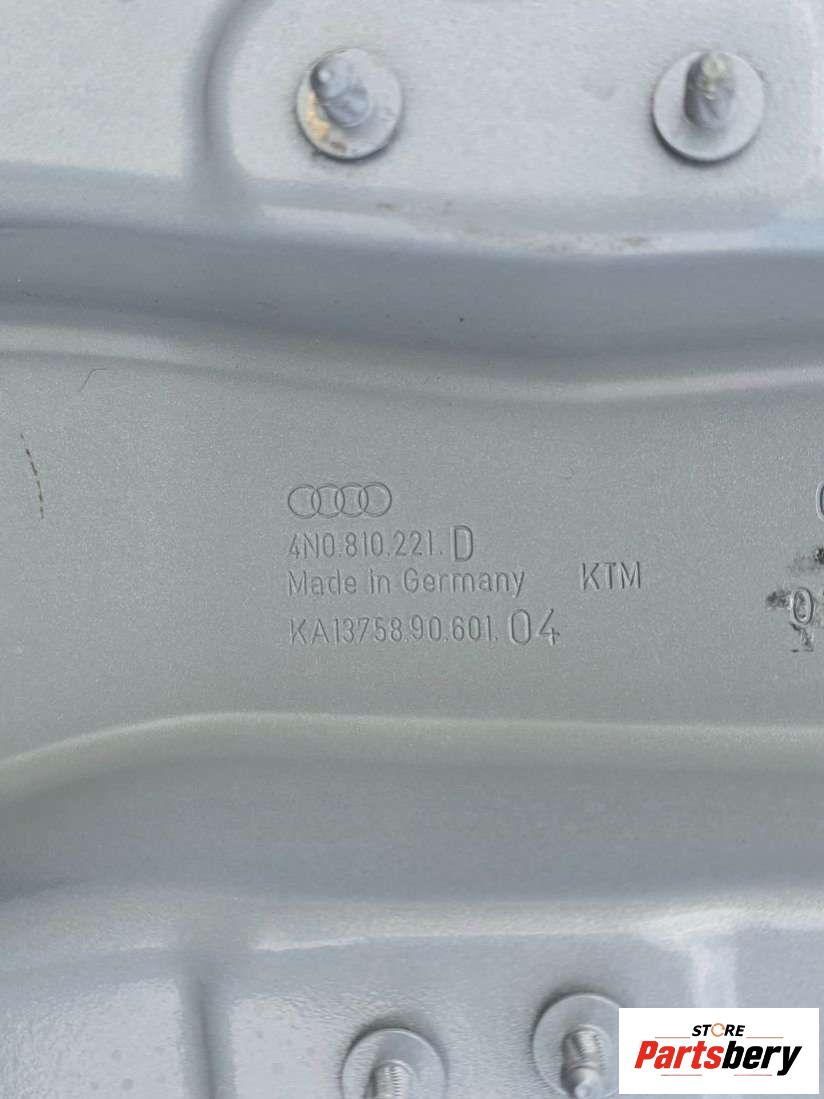 4N0.810.221.D
Made in Germany KTM
KA13758.90.601.04
STORE
Partsbery